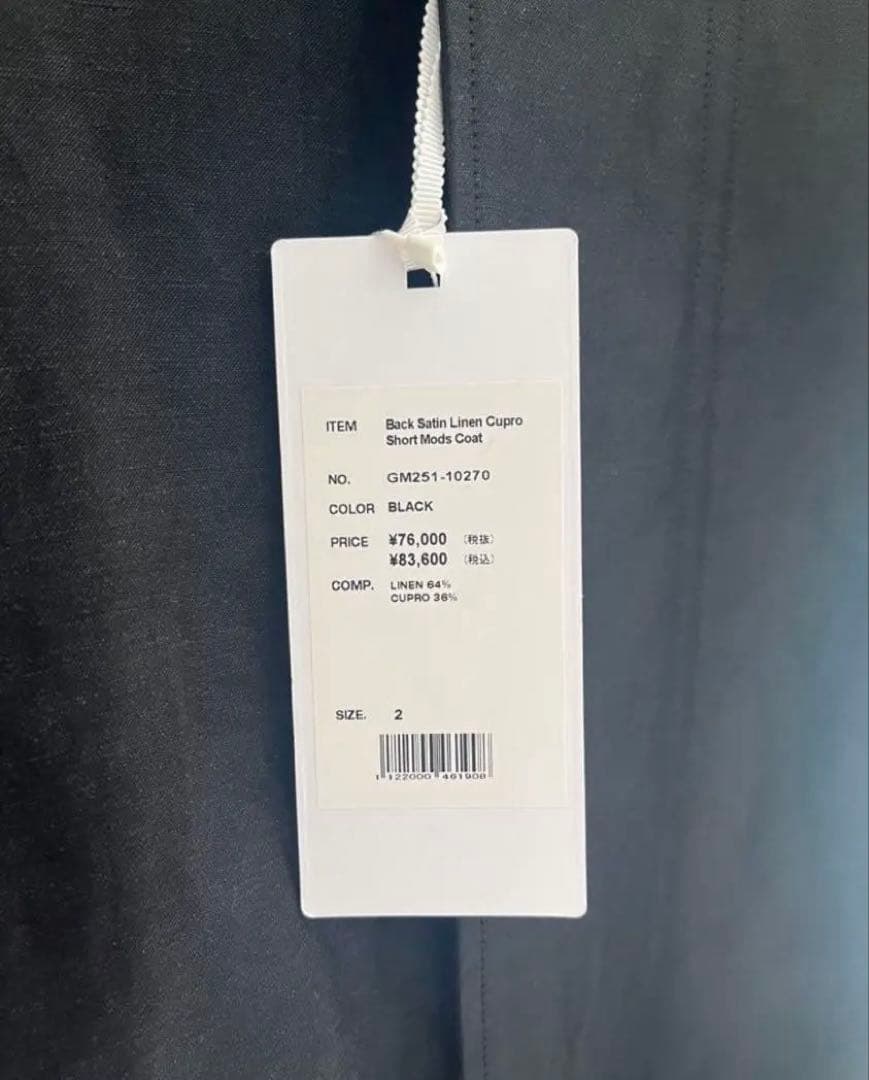 ITEM Back Satin Linen Cupro
Short Mods Coat
NO. GM251-10270
COLOR BLACK
PRICE ¥76,000 (税抜)
¥83,600 (税込)
COMP. LINEN 64%
CUPRO 36%
SIZE. 2
1 122000 461908